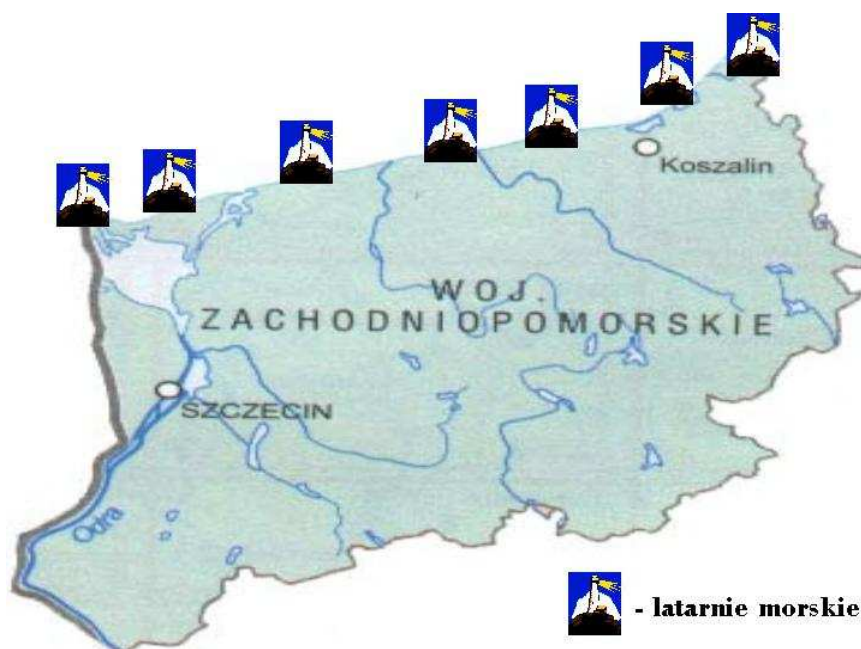 Koszalin
WOJ.
ZACHODNIOPOMORSKIE
SZCZECIN
Odra
- latarnie morskie